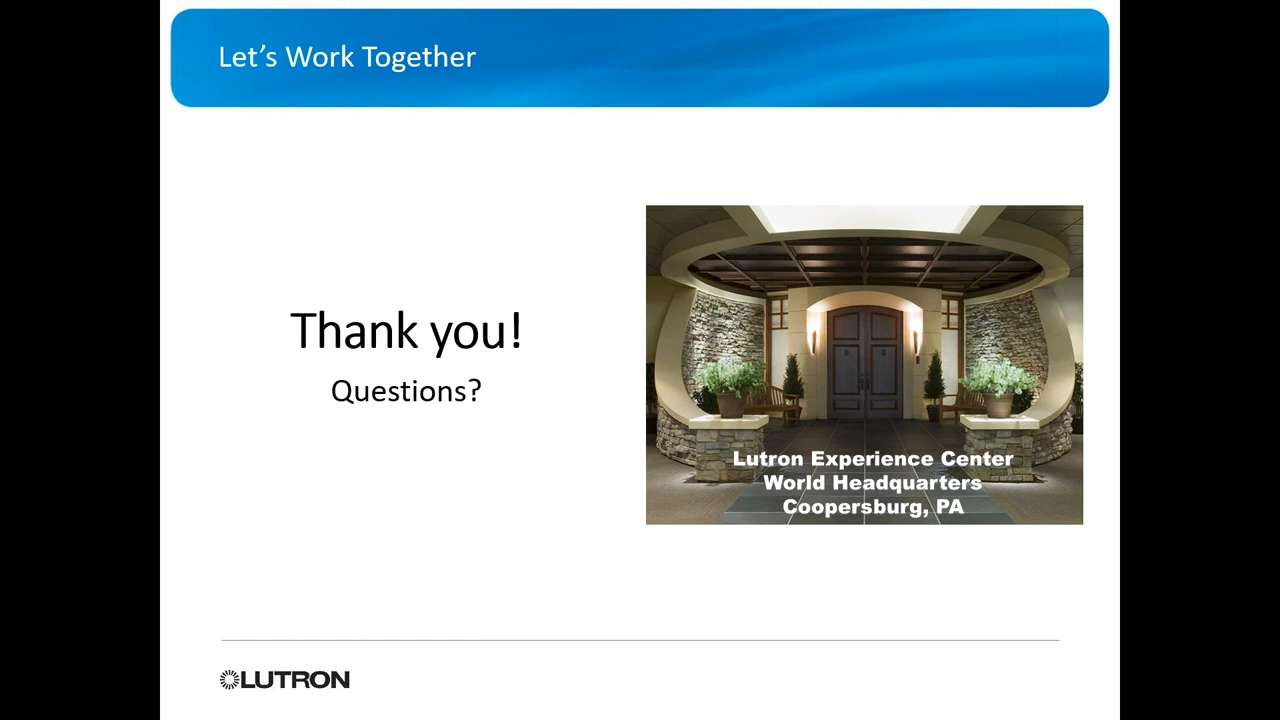 Let’s Work Together
Thank you!
Questions?
Lutron Experience Center
World Headquarters
Coopersburg, PA
LUTRON